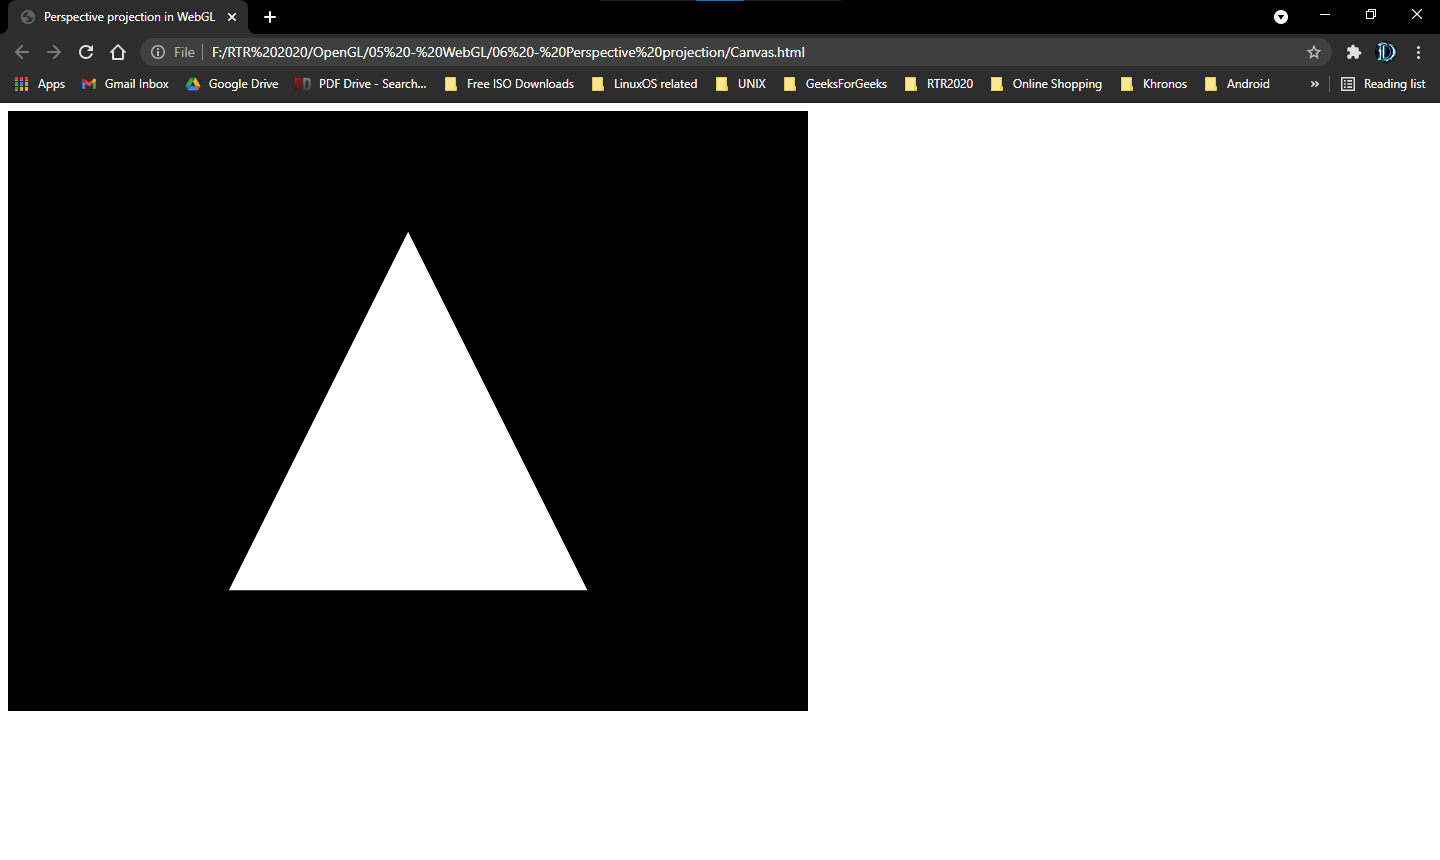 Perspective projection in WebGL
File F:/RTR%202020/OpenGL/05%20-%20WebGL/06%20-%20Perspective%20projection/Canvas.html
Apps Gmail Inbox Google Drive PDF Drive - Search... Free ISO Downloads LinuxOS related UNIX GeeksForGeeks RTR2020 Online Shopping Khronos Android » Reading list